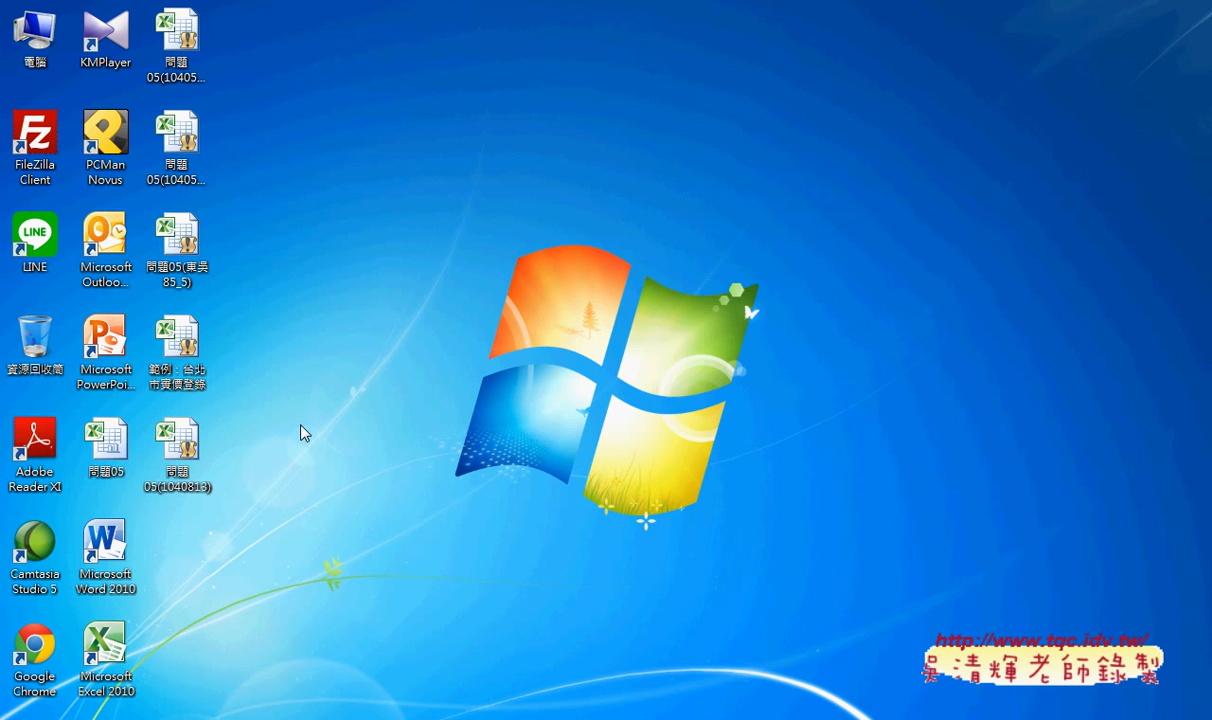 電腦
KMPlayer
問題
05(10405...
FileZilla
Client
PCMan
Novus
問題
05(10405...
LINE
LINE
Microsoft
Outloo...
問題05(東吳
85_5)
資源回收筒
Microsoft
PowerPoi...
範例：台北
市實價登錄
Adobe
Reader XI
問題05
問題
05(1040813)
Camtasia
Studio 5
Microsoft
Word 2010
Google
Chrome
Microsoft
Excel 2010
http://www.tqc.idv.tw/
吳清輝老師錄製